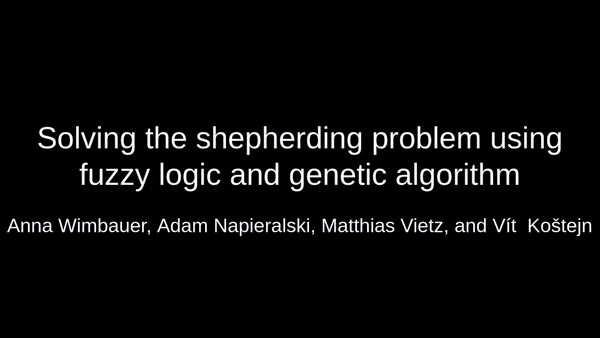 Solving the shepherding problem using
fuzzy logic and genetic algorithm
Anna Wimbauer, Adam Napieralski, Matthias Vietz, and Vít Koštejn